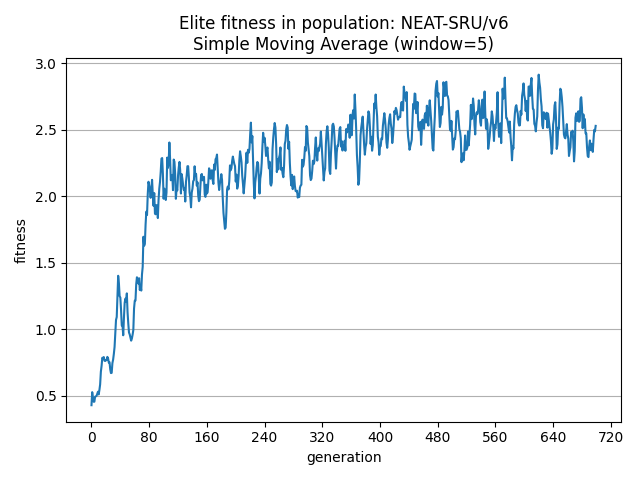 Elite fitness in population: NEAT-SRU/v6
Simple Moving Average (window=5)
3.0
2.5
2.0
1.5
1.0
0.5
fitness
0 80 160 240 320 400 480 560 640 720
generation